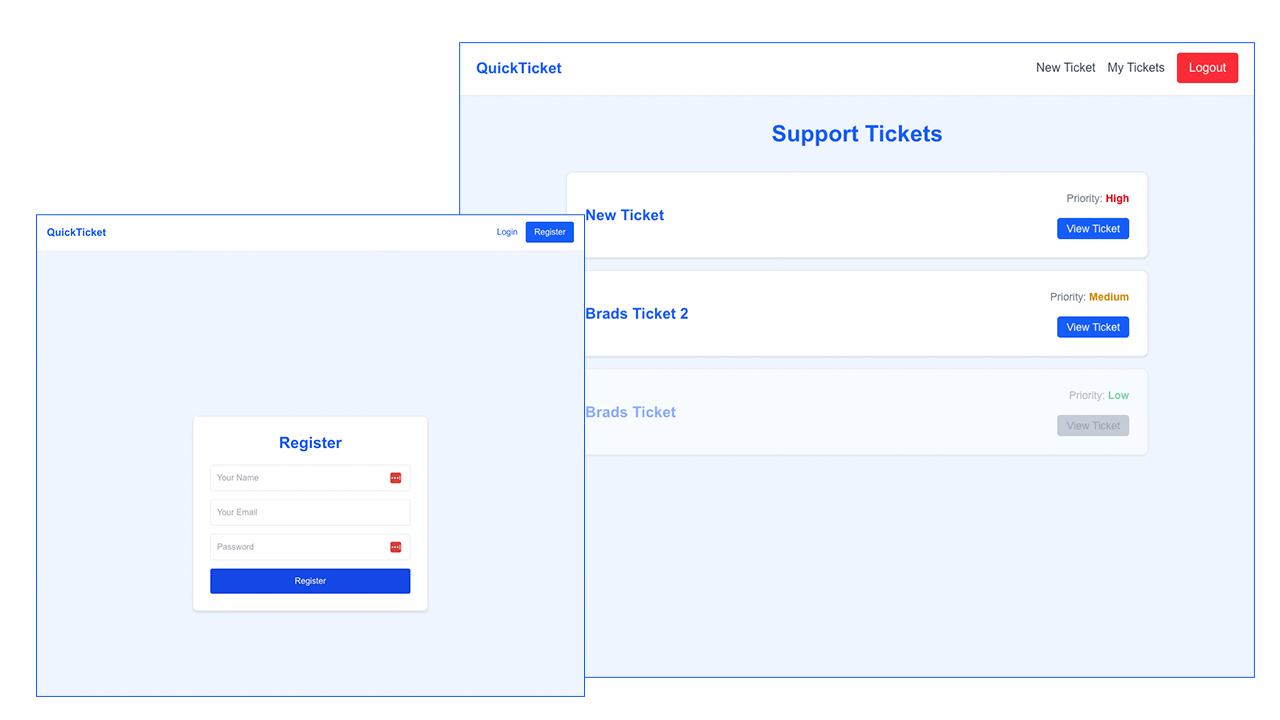 QuickTicket
New Ticket My Tickets Logout
Support Tickets
New Ticket
Priority: High
View Ticket
Brads Ticket 2
Priority: Medium
View Ticket
Brads Ticket
Priority: Low
View Ticket
QuickTicket
Login Register
Register
Your Name
Your Email
Password
Register